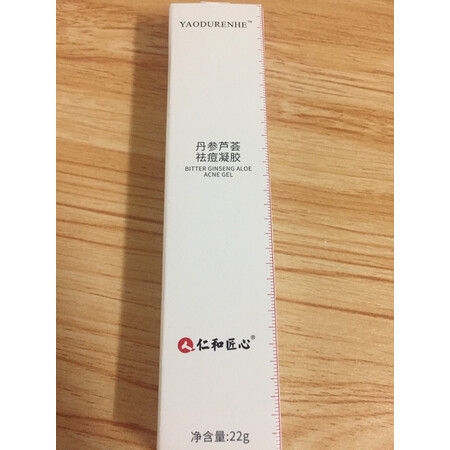 YAODURENHE™
丹参芦荟
祛痘凝胶
BITTER GINSENG ALOE
ACNE GEL
人 仁和匠心®
净含量:22g